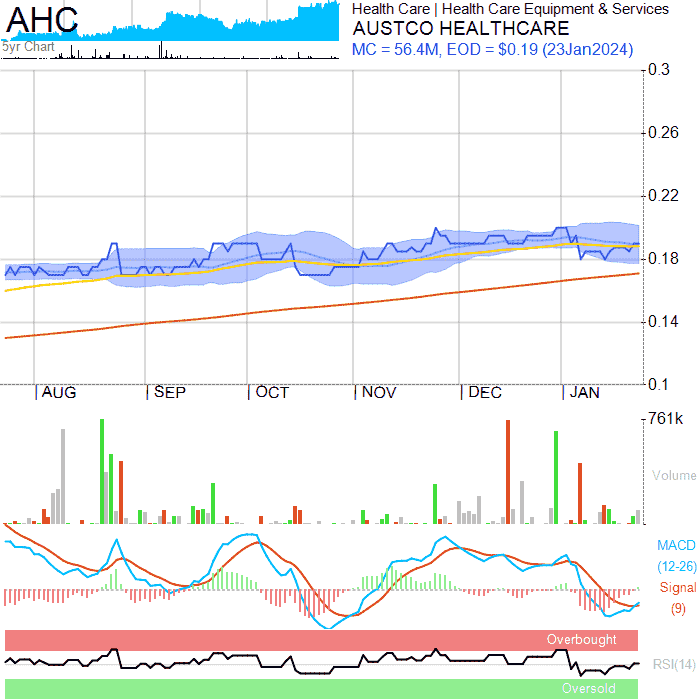 AHC
5yr Chart
Health Care | Health Care Equipment & Services
AUSTCO HEALTHCARE
MC = 56.4M, EOD = $0.19 (23Jan2024)
0.3
0.26
0.22
0.18
0.14
0.1
AUG
SEP
OCT
NOV
DEC
JAN
761k
Volume
MACD
(12-26)
Signal
(9)
Overbought
RSI(14)
Oversold